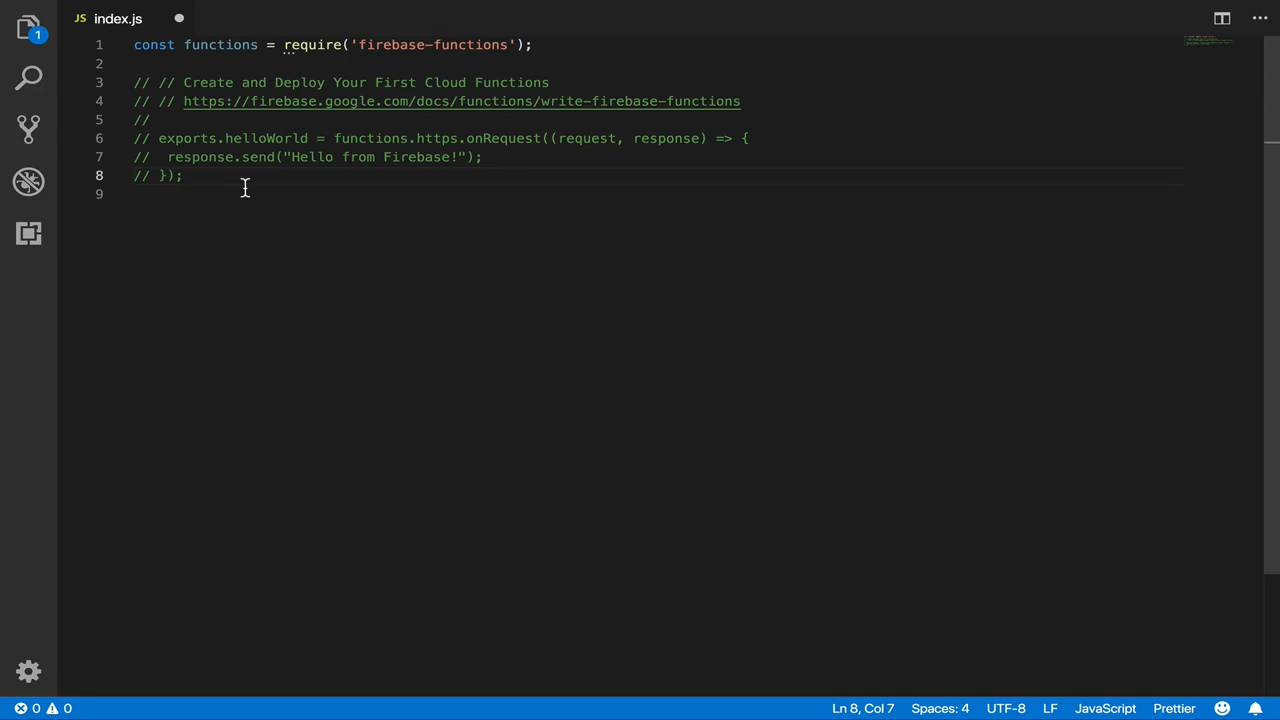 1
JS index.js
1 const functions = require('firebase-functions');
2
3 // // Create and Deploy Your First Cloud Functions
4 // // https://firebase.google.com/docs/functions/write-firebase-functions
5 //
6 // exports.helloWorld = functions.https.onRequest((request, response) => {
7 //  response.send("Hello from Firebase!");
8 // });
9
0 0 Ln 8, Col 7 Spaces: 4 UTF-8 LF JavaScript Prettier